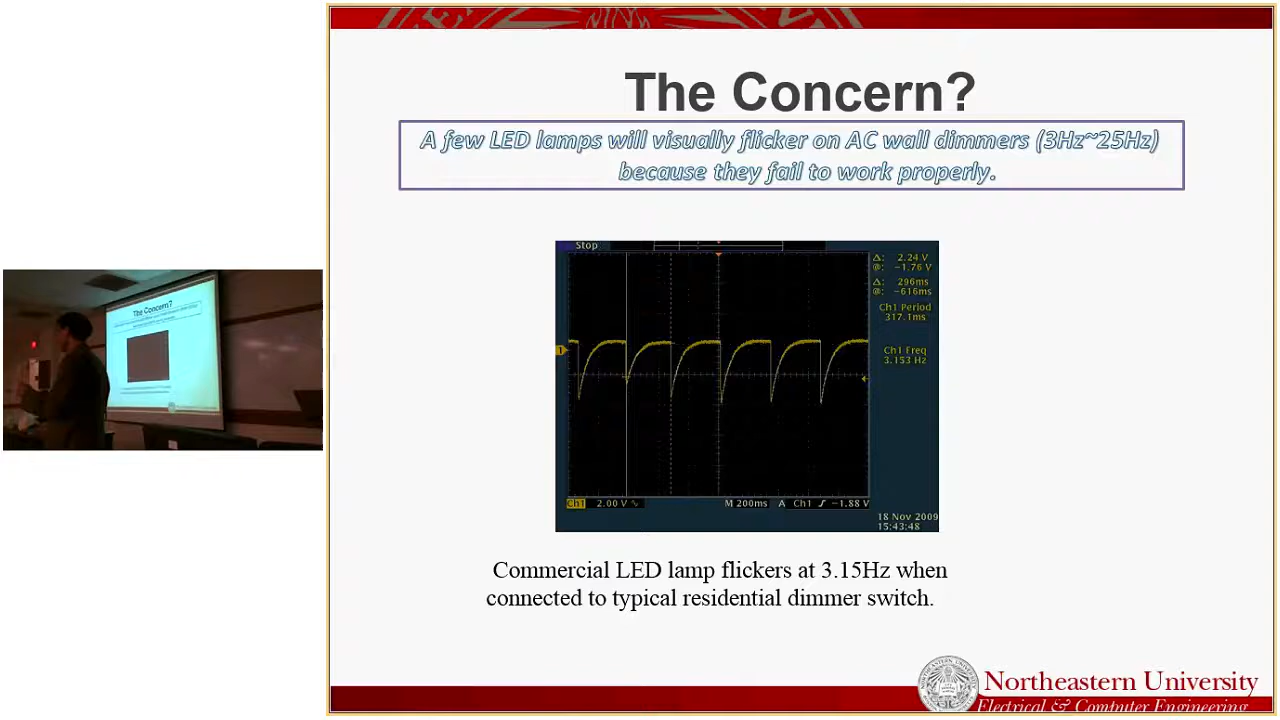 The Concern?
A few LED lamps will visually flicker on AC wall dimmers (3Hz~25Hz)
because they fail to work properly.
Stop
Δ: 2.24 V
@: -1.76 V
Δ: 296ms
@: -616ms
Ch1 Period
317.1ms
Ch1 Freq
3.153 Hz
1
Ch1 2.00 V M 200ms A Ch1 -1.88 V
18 Nov 2009
15:43:48
Commercial LED lamp flickers at 3.15Hz when
connected to typical residential dimmer switch.
Northeastern University
Electrical & Computer Engineering
The Concern?